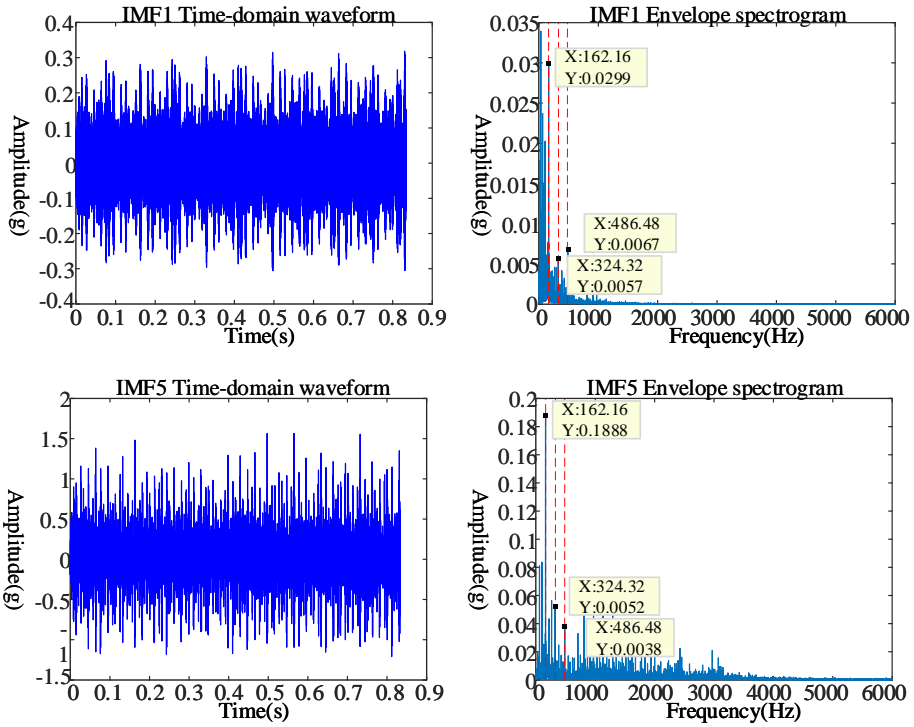 IMF1 Time-domain waveform
0.4
0.3
0.2
0.1
0
-0.1
-0.2
-0.3
-0.4
Amplitude(g)
0 0.1 0.2 0.3 0.4 0.5 0.6 0.7 0.8 0.9
Time(s)
IMF1 Envelope spectrogram
0.035
0.03
0.025
0.02
0.015
0.01
0.005
0
Amplitude(g)
X:162.16
Y:0.0299
X:486.48
Y:0.0067
X:324.32
Y:0.0057
0 1000 2000 3000 4000 5000 6000
Frequency(Hz)
IMF5 Time-domain waveform
2
1.5
1
0.5
0
-0.5
-
1
-1.5
Amplitude(g)
0 0.1 0.2 0.3 0.4 0.5 0.6 0.7 0.8 0.9
Time(s)
IMF5 Envelope spectrogram
0.2
0.18
0.16
0.14
0.12
0.1
0.08
0.06
0.04
0.02
0
Amplitude(g)
X:162.16
Y:0.1888
X:324.32
Y:0.0052
X:486.48
Y:0.0038
0 1000 2000 3000 4000 5000 6000
Frequency(Hz)